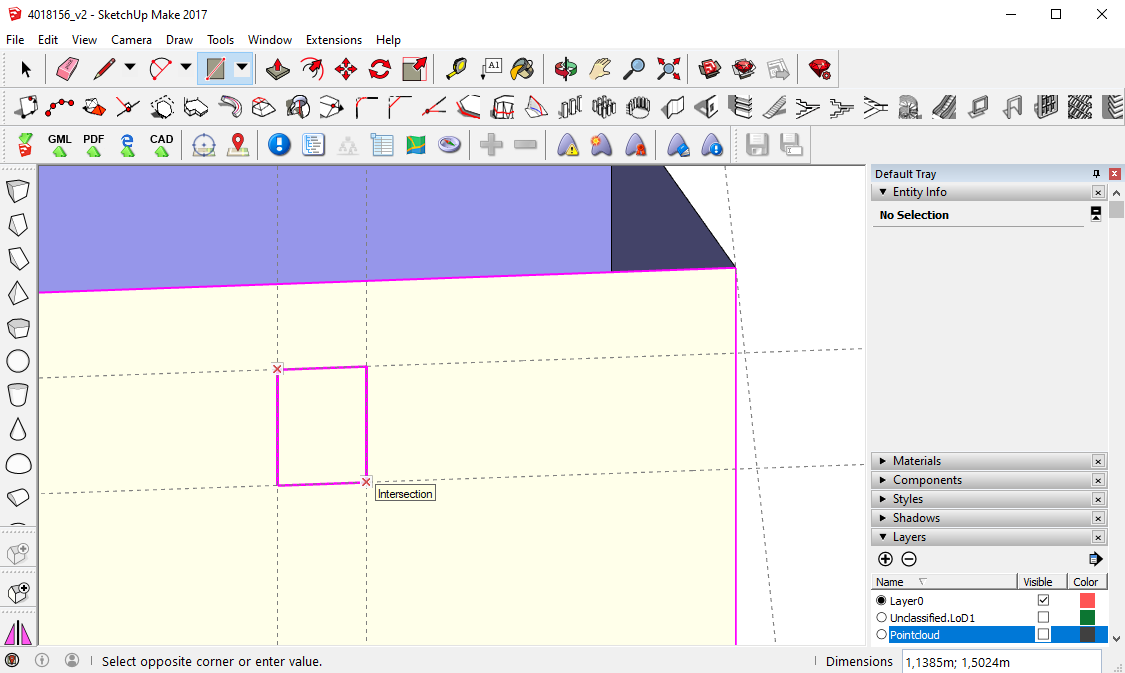 4018156_v2 - SketchUp Make 2017
File Edit View Camera Draw Tools Window Extensions Help
A1
GML PDF CAD
Default Tray
Entity Info
No Selection
Intersection
Materials
Components
Styles
Shadows
Layers
Name Visible Color
Layer0
Unclassified.LoD1
Pointcloud
Select opposite corner or enter value. Dimensions 1,1385m; 1,5024m